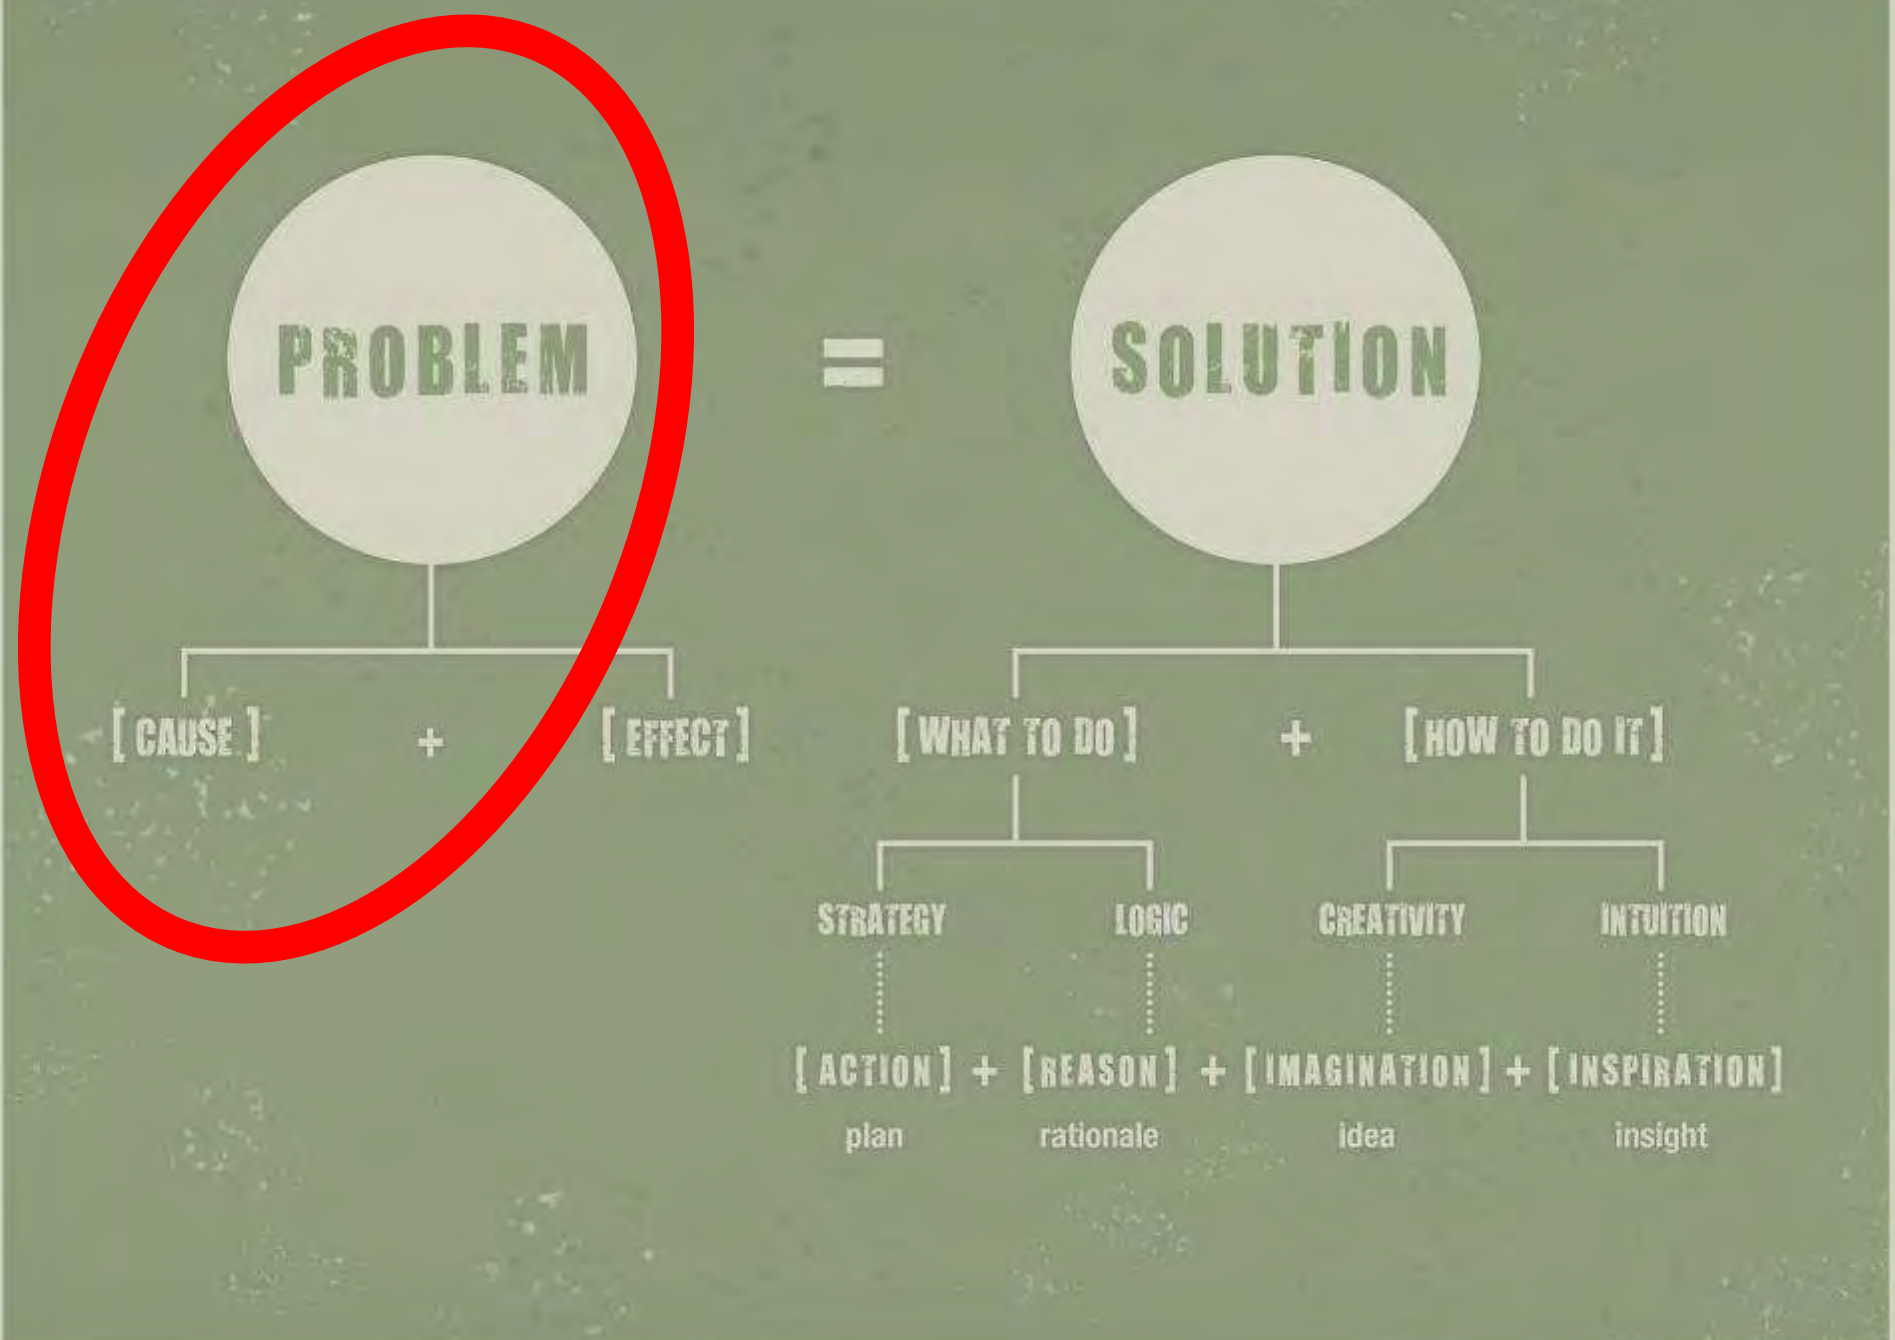 PROBLEM = SOLUTION
[CAUSE] + [EFFECT] [WHAT TO DO] + [HOW TO DO IT]
STRATEGY LOGIC CREATIVITY INTUITION
[ACTION] + [REASON] + [IMAGINATION] + [INSPIRATION]
plan rationale idea insight